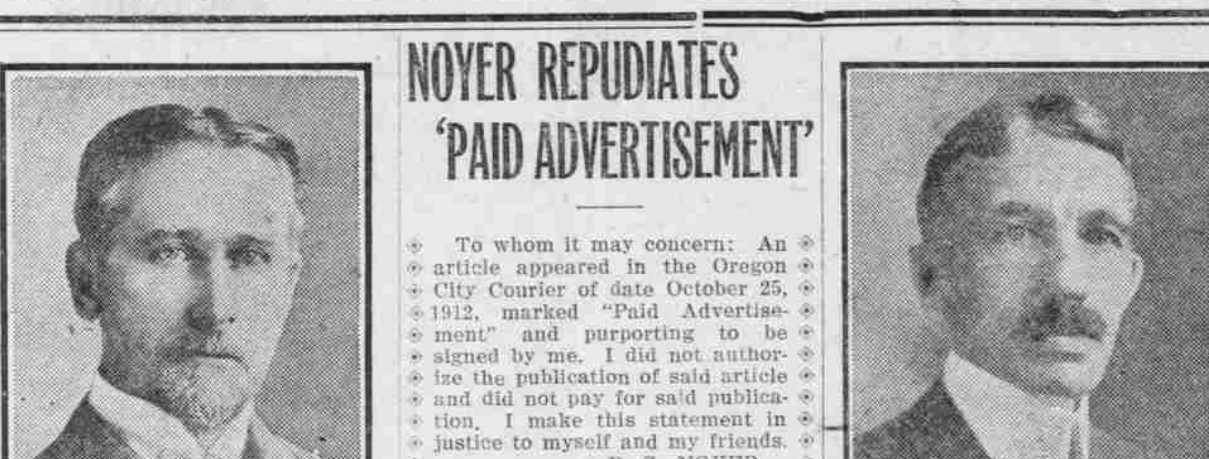 NOYER REPUDIATES
'PAID ADVERTISEMENT'
To whom it may concern: An
article appeared in the Oregon
City Courier of date October 25,
1912, marked "Paid Advertise-
ment" and purporting to be
signed by me. I did not author-
ize the publication of said article
and did not pay for said publica-
tion. I make this statement in
justice to myself and my friends.